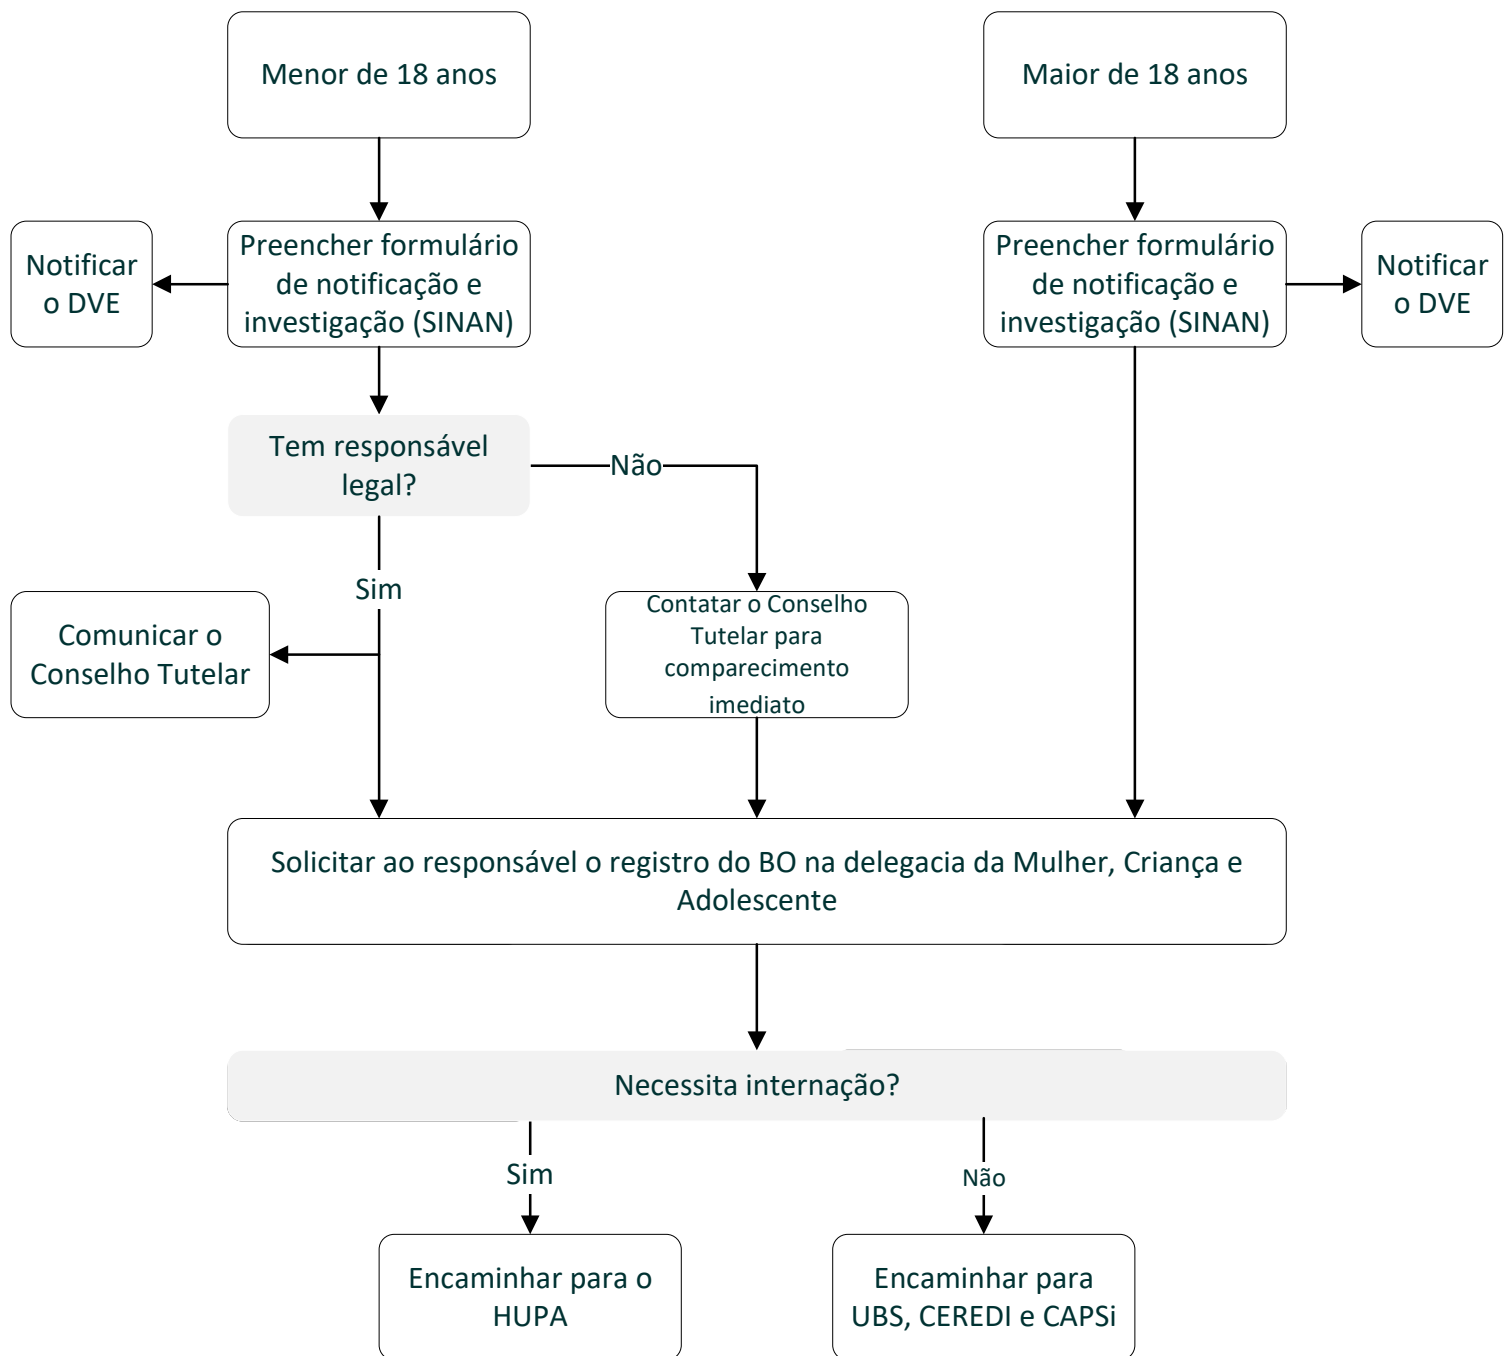 Menor de 18 anos
Maior de 18 anos
Notificar
o DVE
Preencher formulário
de notificação e
investigação (SINAN)
Preencher formulário
de notificação e
investigação (SINAN)
Notificar
o DVE
Tem responsável
legal?
Não
Sim
Comunicar o
Conselho Tutelar
Contatar o Conselho
Tutelar para
comparecimento
imediato
Solicitar ao responsável o registro do BO na delegacia da Mulher, Criança e
Adolescente
Necessita internação?
Sim
Não
Encaminhar para o
HUPA
Encaminhar para
UBS, CEREDI e CAPSi